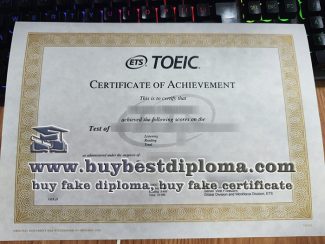 ETS TOEIC
CERTIFICATE OF ACHIEVEMENT
This is to certify that
achieved the following scores on the
Test of
Listening
Reading
Total
www.buybestdiploma.com
buy fake diploma, buy fake certificate